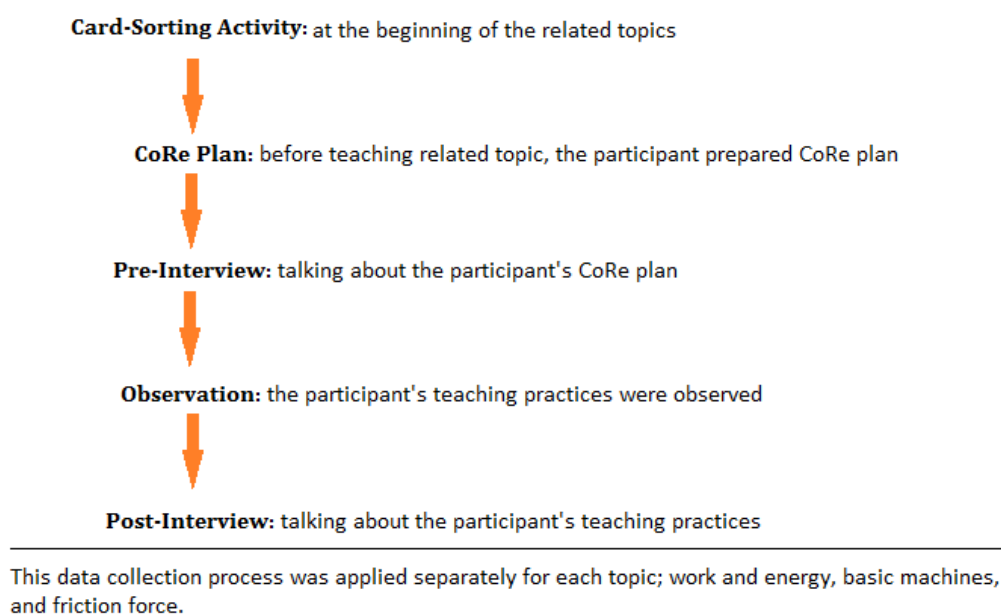 Card-Sorting Activity: at the beginning of the related topics
CoRe Plan: before teaching related topic, the participant prepared CoRe plan
Pre-Interview: talking about the participant's CoRe plan
Observation: the participant's teaching practices were observed
Post-Interview: talking about the participant's teaching practices
This data collection process was applied separately for each topic; work and energy, basic machines,
and friction force.